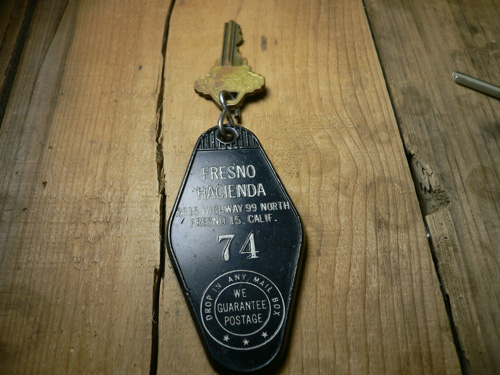 FRESNO
HACIENDA
HIGHWAY 99 NORTH
FRESNO 15, CALIF.
74
DROP IN ANY MAIL BOX
WE
GUARANTEE
POSTAGE